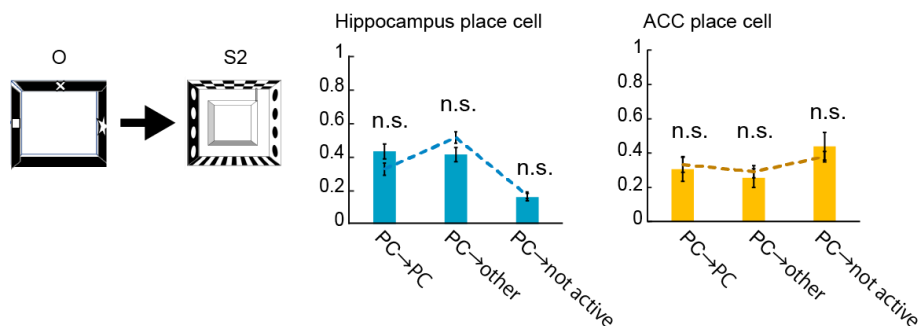 O
S2
Hippocampus place cell
1
0.8
0.6
0.4
0.2
0
n.s.
n.s.
n.s.
PC→PC
PC→other
PC→not active
ACC place cell
1
0.8
0.6
0.4
0.2
0
n.s.
n.s.
n.s.
PC→PC
PC→other
PC→not active